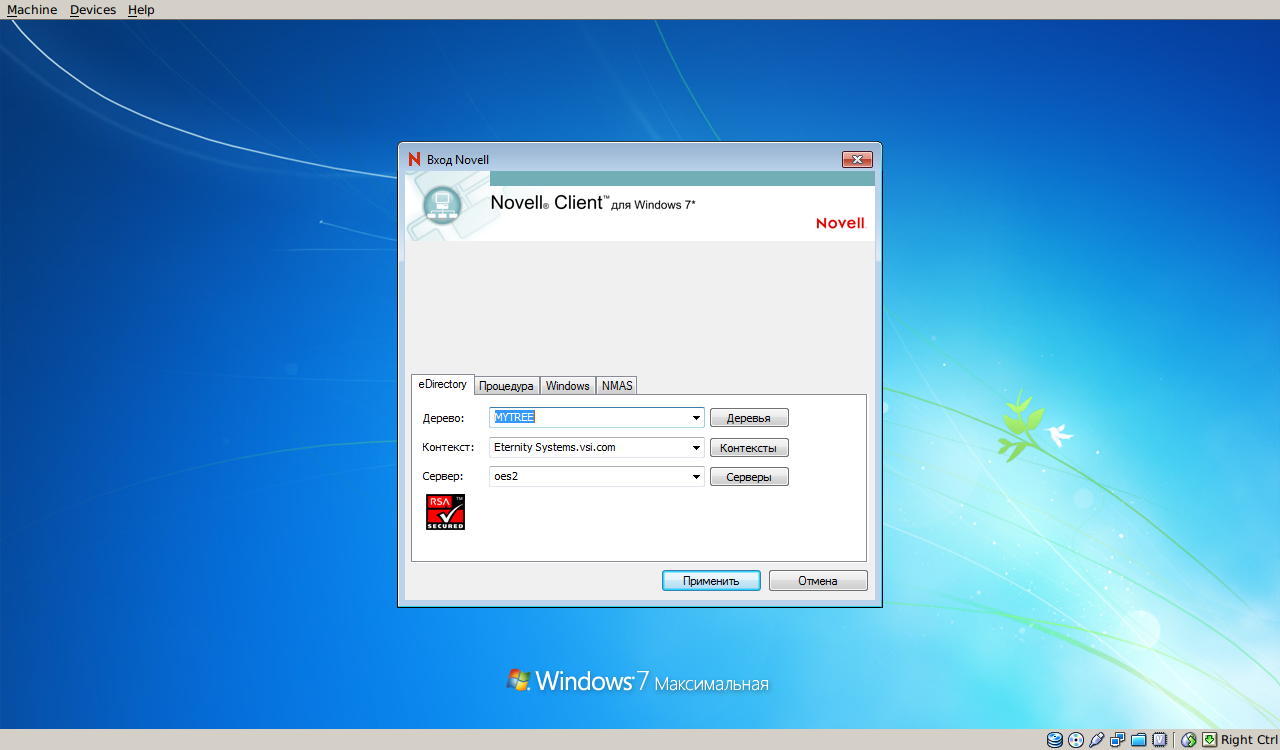 Machine Devices Help
Вход Novell
Novell® Client™ для Windows 7*
Novell
eDirectory Процедура Windows NMAS
Дерево: MYTREE Деревья
Контекст: Eternity Systems.vsi.com Контексты
Сервер: oes2 Серверы
RSA™
SECURED
Применить Отмена
Windows 7 Максимальная
Right Ctrl